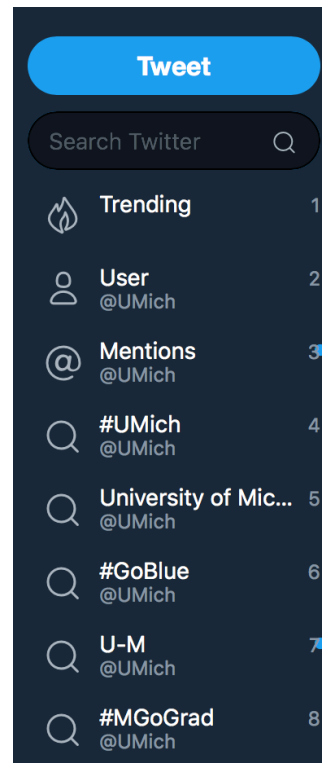 Tweet
Search Twitter
Trending 1
User 2
@UMich
Mentions 3
@UMich
#UMich 4
@UMich
University of Mic... 5
@UMich
#GoBlue 6
@UMich
U-M 7
@UMich
#MGoGrad 8
@UMich